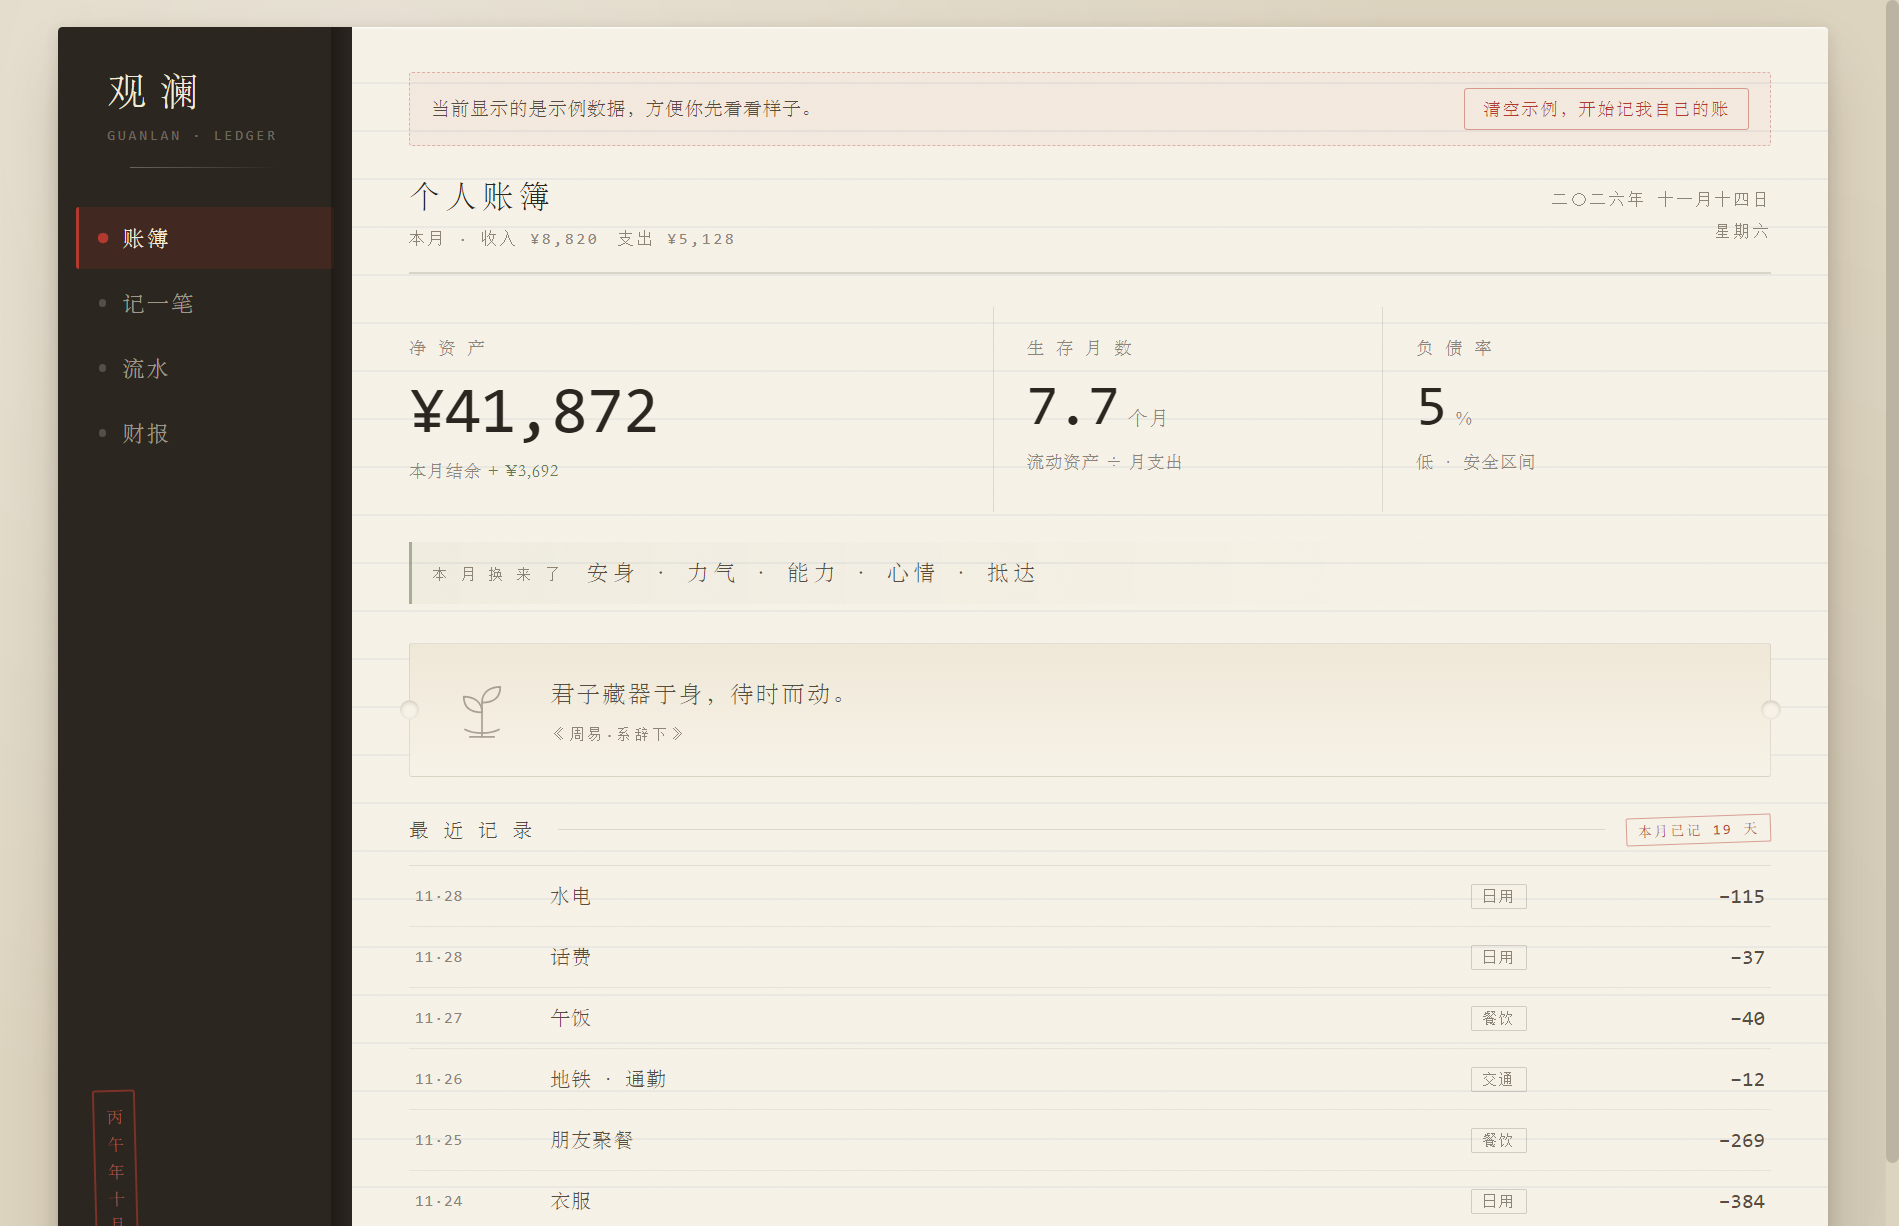 观澜
GUANLAN · LEDGER
账簿
记一笔
流水
财报
丙午年十月
当前显示的是示例数据，方便你先看看样子。
清空示例，开始记我自己的账
个人账簿
本月 · 收入 ¥8,820 支出 ¥5,128
二〇二六年 十一月十四日
星期六
净资产
¥41,872
本月结余 + ¥3,692
生存月数
7.7 个月
流动资产 ÷ 月支出
负债率
5 %
低 · 安全区间
本月换来了 安身 · 力气 · 能力 · 心情 · 抵达
君子藏器于身，待时而动。
《周易·系辞下》
最近记录
本月已记 19 天
11·28 水电 日用 −115
11·28 话费 日用 −37
11·27 午饭 餐饮 −40
11·26 地铁 · 通勤 交通 −12
11·25 朋友聚餐 餐饮 −269
11·24 衣服 日用 −384